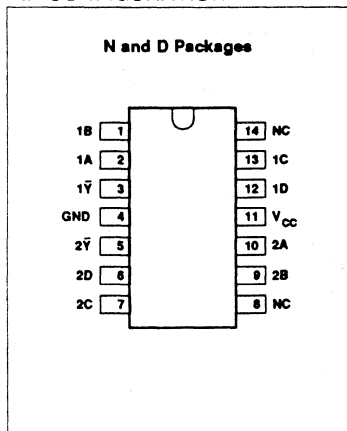 N and D Packages
1B 1 14 NC
1A 2 13 1C
1Ȳ 3 12 1D
GND 4 11 VCC
2Ȳ 5 10 2A
2D 6 9 2B
2C 7 8 NC